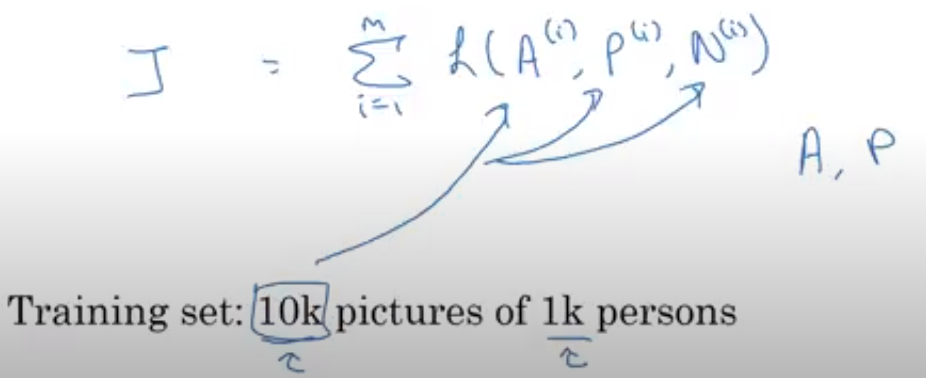 J = Σ_{i=1}^{m} L(A^{(i)}, P^{(i)}, N^{(i)})
A, P
Training set: 10k pictures of 1k persons